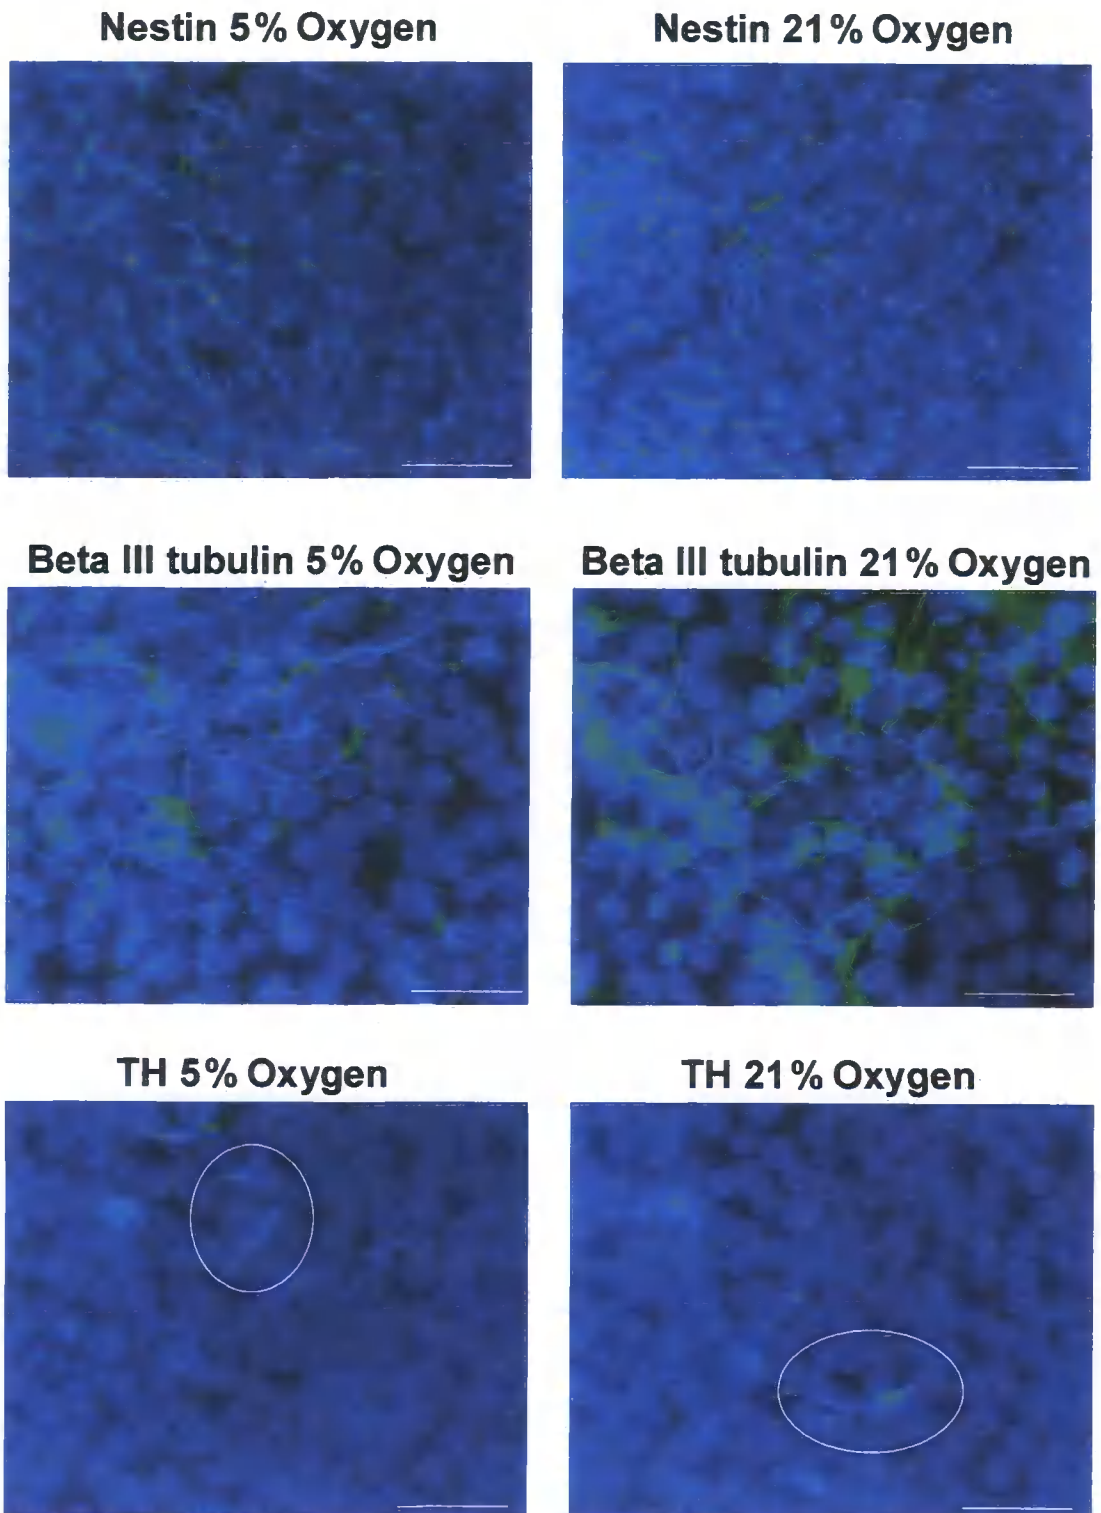 Nestin 5% Oxygen
Nestin 21% Oxygen
Beta III tubulin 5% Oxygen
Beta III tubulin 21% Oxygen
TH 5% Oxygen
TH 21% Oxygen